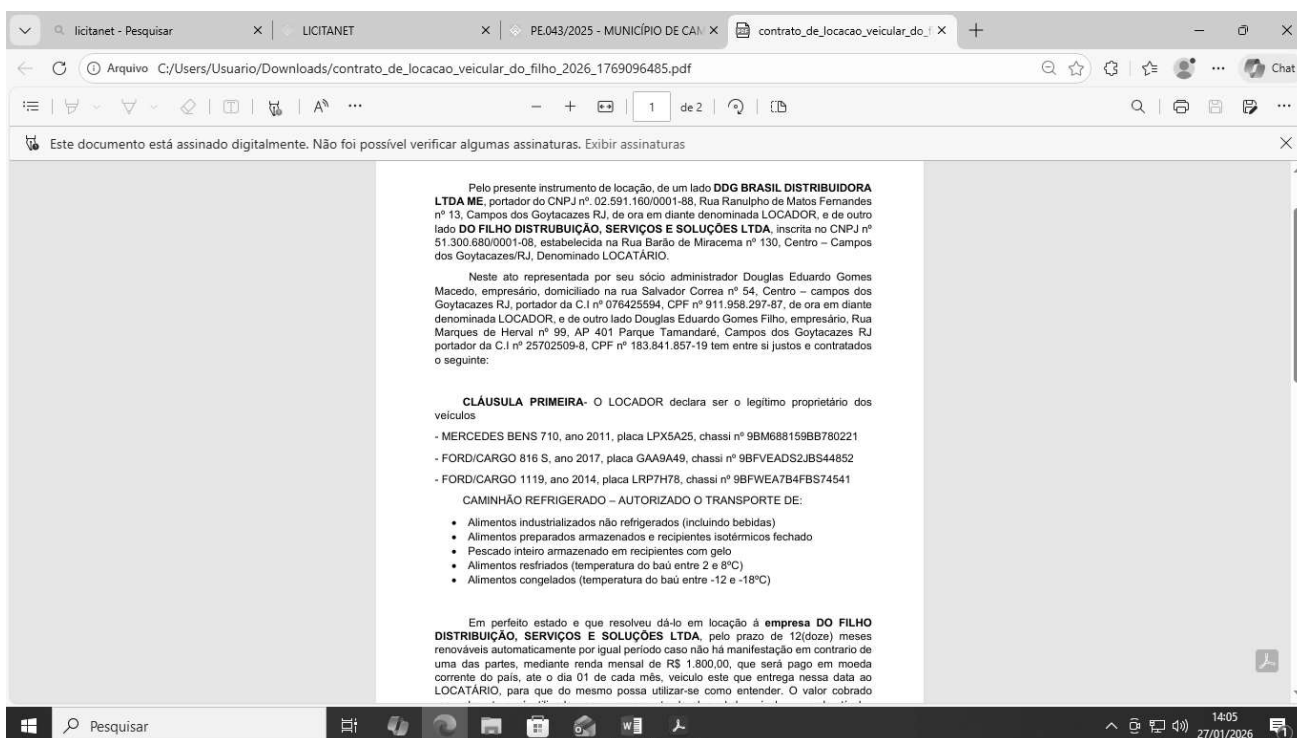 licitanet - Pesquisar
LICITANET
PE.043/2025 - MUNICÍPIO DE CAM
contrato_de_locacao_veicular_do_f
Arquivo C:/Users/Usuario/Downloads/contrato_de_locacao_veicular_do_filho_2026_1769096485.pdf
Chat
1 de 2
Este documento está assinado digitalmente. Não foi possível verificar algumas assinaturas. Exibir assinaturas
Pelo presente instrumento de locação, de um lado DDG BRASIL DISTRIBUIDORA
LTDA ME, portador do CNPJ nº. 02.591.160/0001-88, Rua Ranulpho de Matos Fernandes
nº 13, Campos dos Goytacazes RJ, de ora em diante denominada LOCADOR, e de outro
lado DO FILHO DISTRUBUIÇÃO, SERVIÇOS E SOLUÇÕES LTDA, inscrita no CNPJ nº
51.300.680/0001-08, estabelecida na Rua Barão de Miracema nº 130, Centro – Campos
dos Goytacazes/RJ, Denominado LOCATÁRIO.
Neste ato representada por seu sócio administrador Douglas Eduardo Gomes
Macedo, empresário, domiciliado na rua Salvador Correa nº 54, Centro – campos dos
Goytacazes RJ, portador da C.I nº 076425594, CPF nº 911.958.297-87, de ora em diante
denominada LOCADOR, e de outro lado Douglas Eduardo Gomes Filho, empresário, Rua
Marques de Herval nº 99, AP 401 Parque Tamandaré, Campos dos Goytacazes RJ
portador da C.I nº 25702509-8, CPF nº 183.841.857-19 tem entre si justos e contratados
o seguinte:
CLÁUSULA PRIMEIRA- O LOCADOR declara ser o legítimo proprietário dos
veículos
- MERCEDES BENS 710, ano 2011, placa LPX5A25, chassi nº 9BM688159BB780221
- FORD/CARGO 816 S, ano 2017, placa GAA9A49, chassi nº 9BFVEADS2JBS44852
- FORD/CARGO 1119, ano 2014, placa LRP7H78, chassi nº 9BFWEA7B4FBS74541
CAMINHÃO REFRIGERADO – AUTORIZADO O TRANSPORTE DE:
• Alimentos industrializados não refrigerados (incluindo bebidas)
• Alimentos preparados armazenados e recipientes isotérmicos fechado
• Pescado inteiro armazenado em recipientes com gelo
• Alimentos resfriados (temperatura do baú entre 2 e 8ºC)
• Alimentos congelados (temperatura do baú entre -12 e -18ºC)
Em perfeito estado e que resolveu dá-lo em locação á empresa DO FILHO
DISTRIBUIÇÃO, SERVIÇOS E SOLUÇÕES LTDA, pelo prazo de 12(doze) meses
renováveis automaticamente por igual período caso não há manifestação em contrario de
uma das partes, mediante renda mensal de R$ 1.800,00, que será pago em moeda
corrente do país, ate o dia 01 de cada mês, veiculo este que entrega nessa data ao
LOCATÁRIO, para que do mesmo possa utilizar-se como entender. O valor cobrado
Pesquisar
14:05
27/01/2026